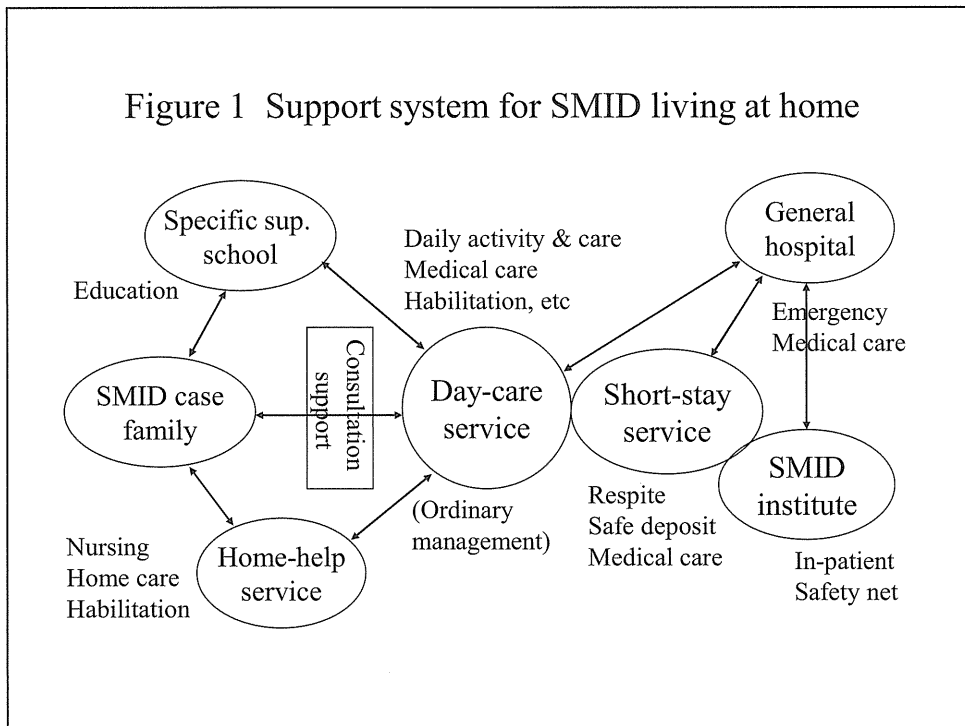 Figure 1 Support system for SMID living at home
Specific sup.
school
General
hospital
Daily activity & care
Medical care
Habilitation, etc
Education
Emergency
Medical care
Consultation
support
SMID case
family
Day-care
service
Short-stay
service
SMID
institute
(Ordinary
management)
Respite
Safe deposit
Medical care
Nursing
Home care
Habilitation
Home-help
service
In-patient
Safety net